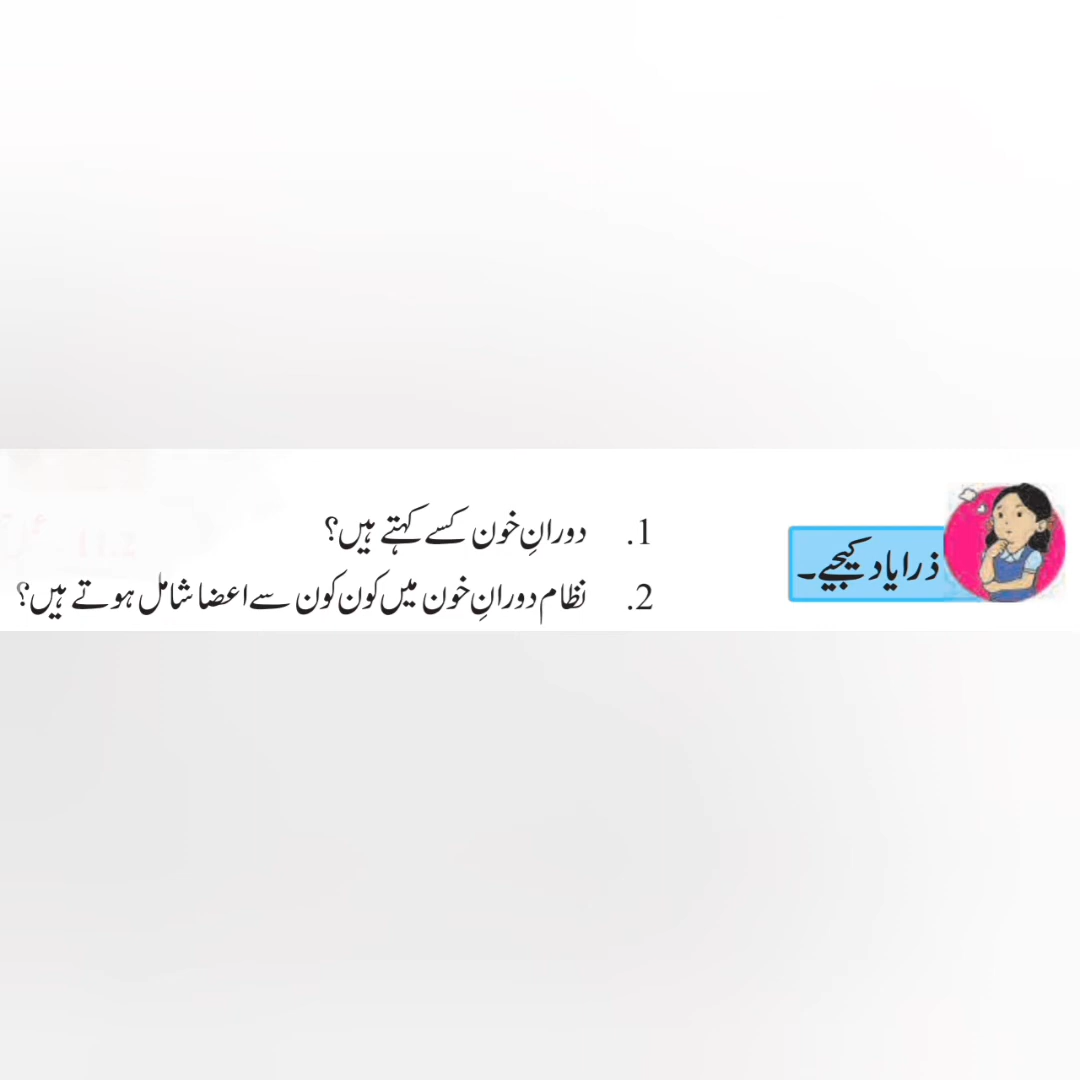 ذرا یاد کیجیے۔
1. دورانِ خون کسے کہتے ہیں؟
2. نظام دورانِ خون میں کون کون سے اعضا شامل ہوتے ہیں؟